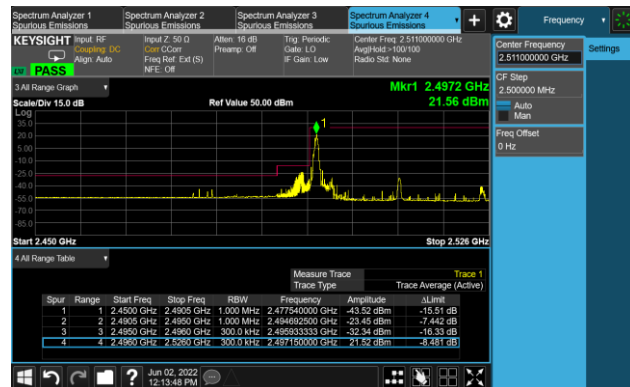 Spectrum Analyzer 1
Spurious Emissions
Spectrum Analyzer 2
Spurious Emissions
Spectrum Analyzer 3
Spurious Emissions
Spectrum Analyzer 4
Spurious Emissions
Frequency
KEYSIGHT
Input: RF
Coupling: DC
Align: Auto
Input Z: 50 Ω
Corr CCorr
Freq Ref: Ext (S)
NFE: Off
Atten: 16 dB
Preamp: Off
Trig: Periodic
Gate: LO
IF Gain: Low
Center Freq: 2.511000000 GHz
Avg|Hold:>100/100
Radio Std: None
PASS
Center Frequency
2.511000000 GHz
Settings
CF Step
2.500000 MHz
Auto
Man
Freq Offset
0 Hz
3 All Range Graph
Mkr1 2.4972 GHz
21.56 dBm
Scale/Div 15.0 dB
Ref Value 50.00 dBm
Log
35.0
20.0
5.00
-10.0
-25.0
-40.0
-55.0
-70.0
-85.0
1
Start 2.450 GHz
Stop 2.526 GHz
4 All Range Table
Measure Trace Trace 1
Trace Type Trace Average (Active)
Spur Range Start Freq Stop Freq RBW Frequency Amplitude ΔLimit
1 1 2.4500 GHz 2.4905 GHz 1.000 MHz 2.477540000 GHz -43.52 dBm -15.51 dB
2 2 2.4905 GHz 2.4950 GHz 1.000 MHz 2.494692500 GHz -23.45 dBm -7.442 dB
3 3 2.4950 GHz 2.4960 GHz 300.0 kHz 2.495933333 GHz -32.34 dBm -16.33 dB
4 4 2.4960 GHz 2.5260 GHz 300.0 kHz 2.497150000 GHz 21.52 dBm -8.481 dB
Jun 02, 2022
12:13:48 PM